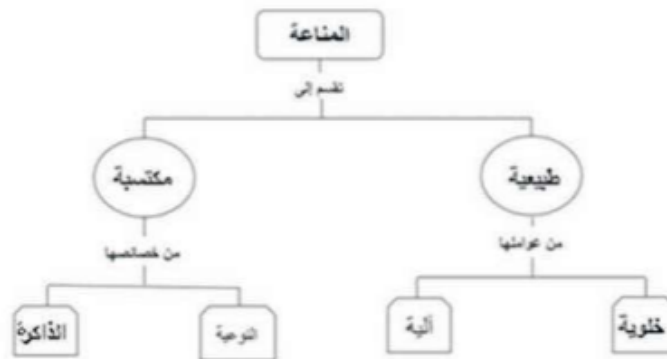 المناعة
تقسم إلى
طبيعية
مكتسبة
من عواملها
من خصائصها
خلوية
آلية
النوعية
الذاكرة